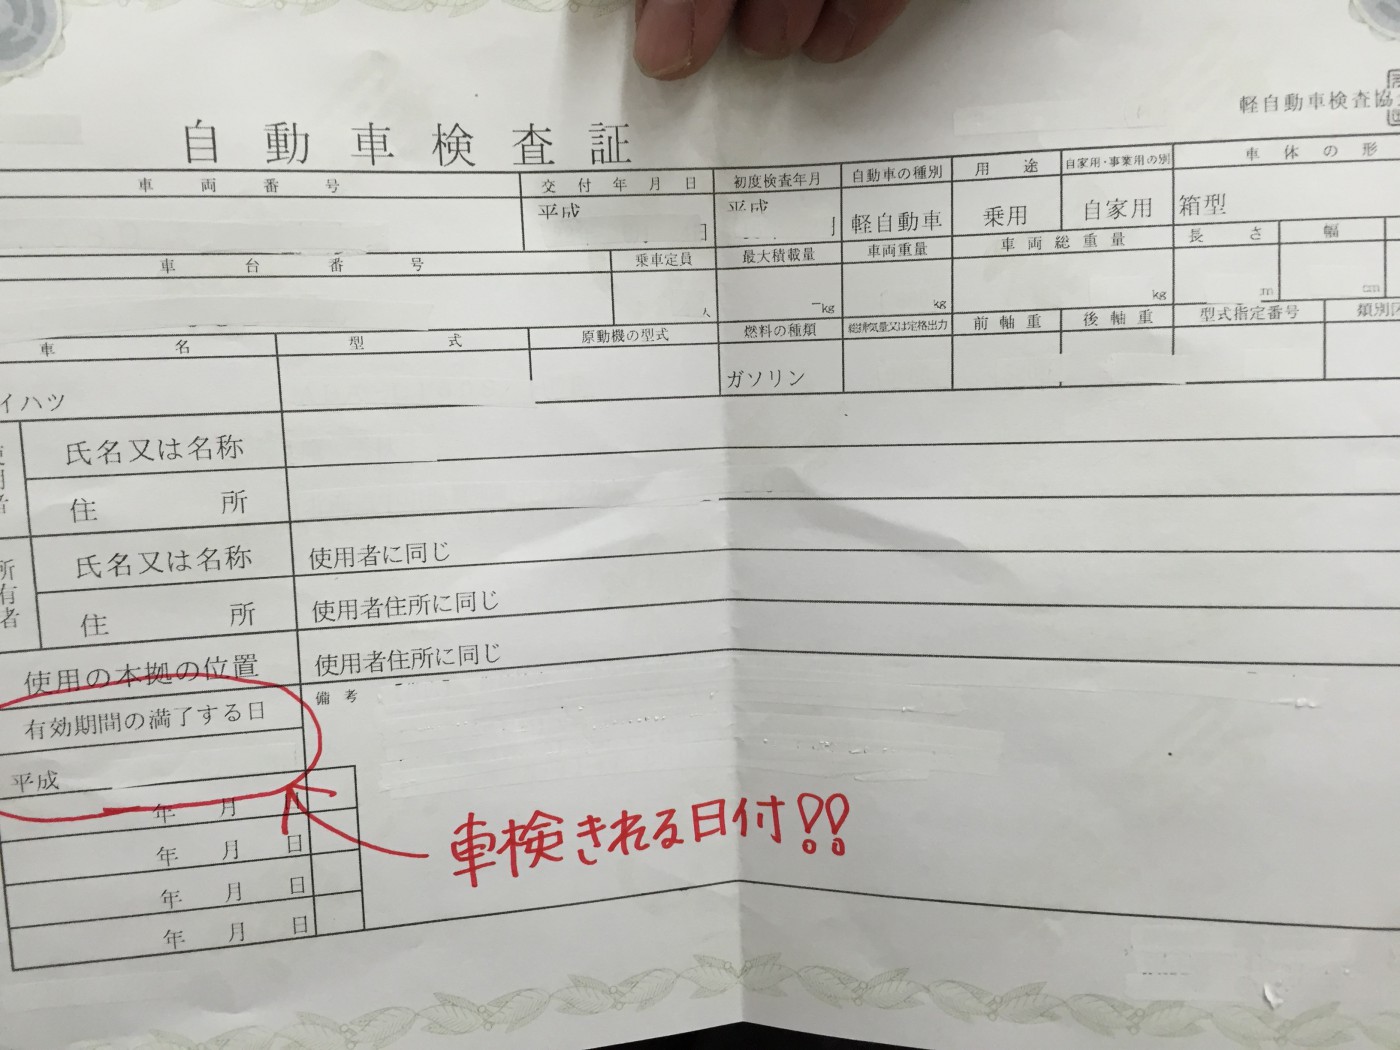 軽自動車検査協
自動車検査証
車両番号 交付年月日 初度検査年月 自動車の種別 用途 自家用・事業用の別 車体の形
平成 平成 軽自動車 乗用 自家用 箱型
車台番号 乗車定員 最大積載量 車両重量 車両総重量 長さ 幅
人 kg kg kg cm cm
車名 型式 原動機の型式 燃料の種類 総排気量又は定格出力 前軸重 後軸重 型式指定番号 類別区
イハツ ガソリン
使用者 氏名又は名称
住所
所有者 氏名又は名称 使用者に同じ
住所 使用者住所に同じ
使用の本拠の位置 使用者住所に同じ
有効期間の満了する日 備考
平成
年月日
年月日
年月日
年月日
車検きれる日付!!